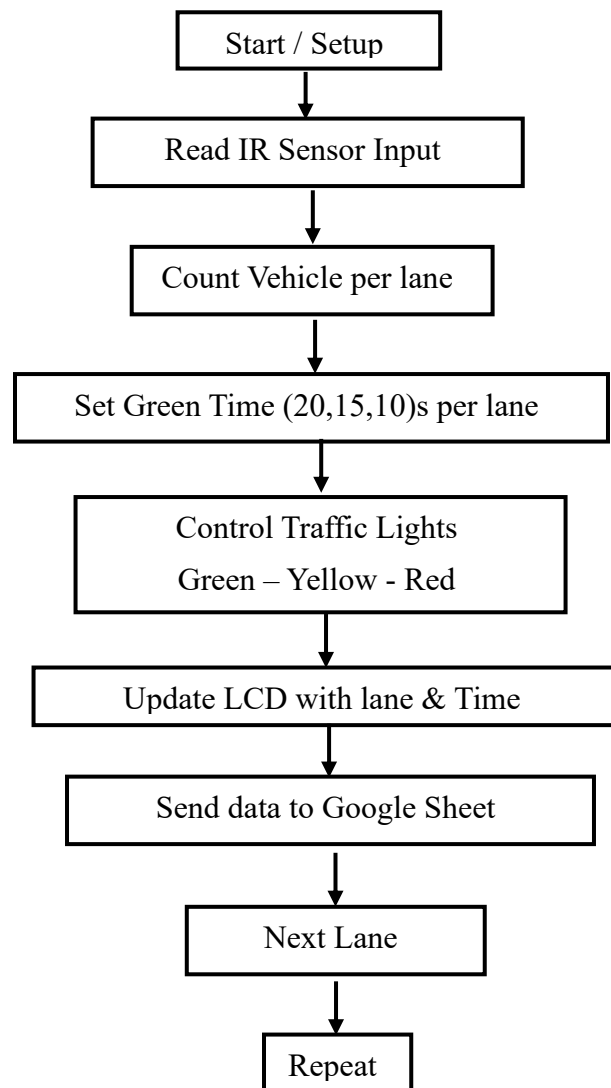 Start / Setup
Read IR Sensor Input
Count Vehicle per lane
Set Green Time (20,15,10)s per lane
Control Traffic Lights
Green – Yellow - Red
Update LCD with lane & Time
Send data to Google Sheet
Next Lane
Repeat